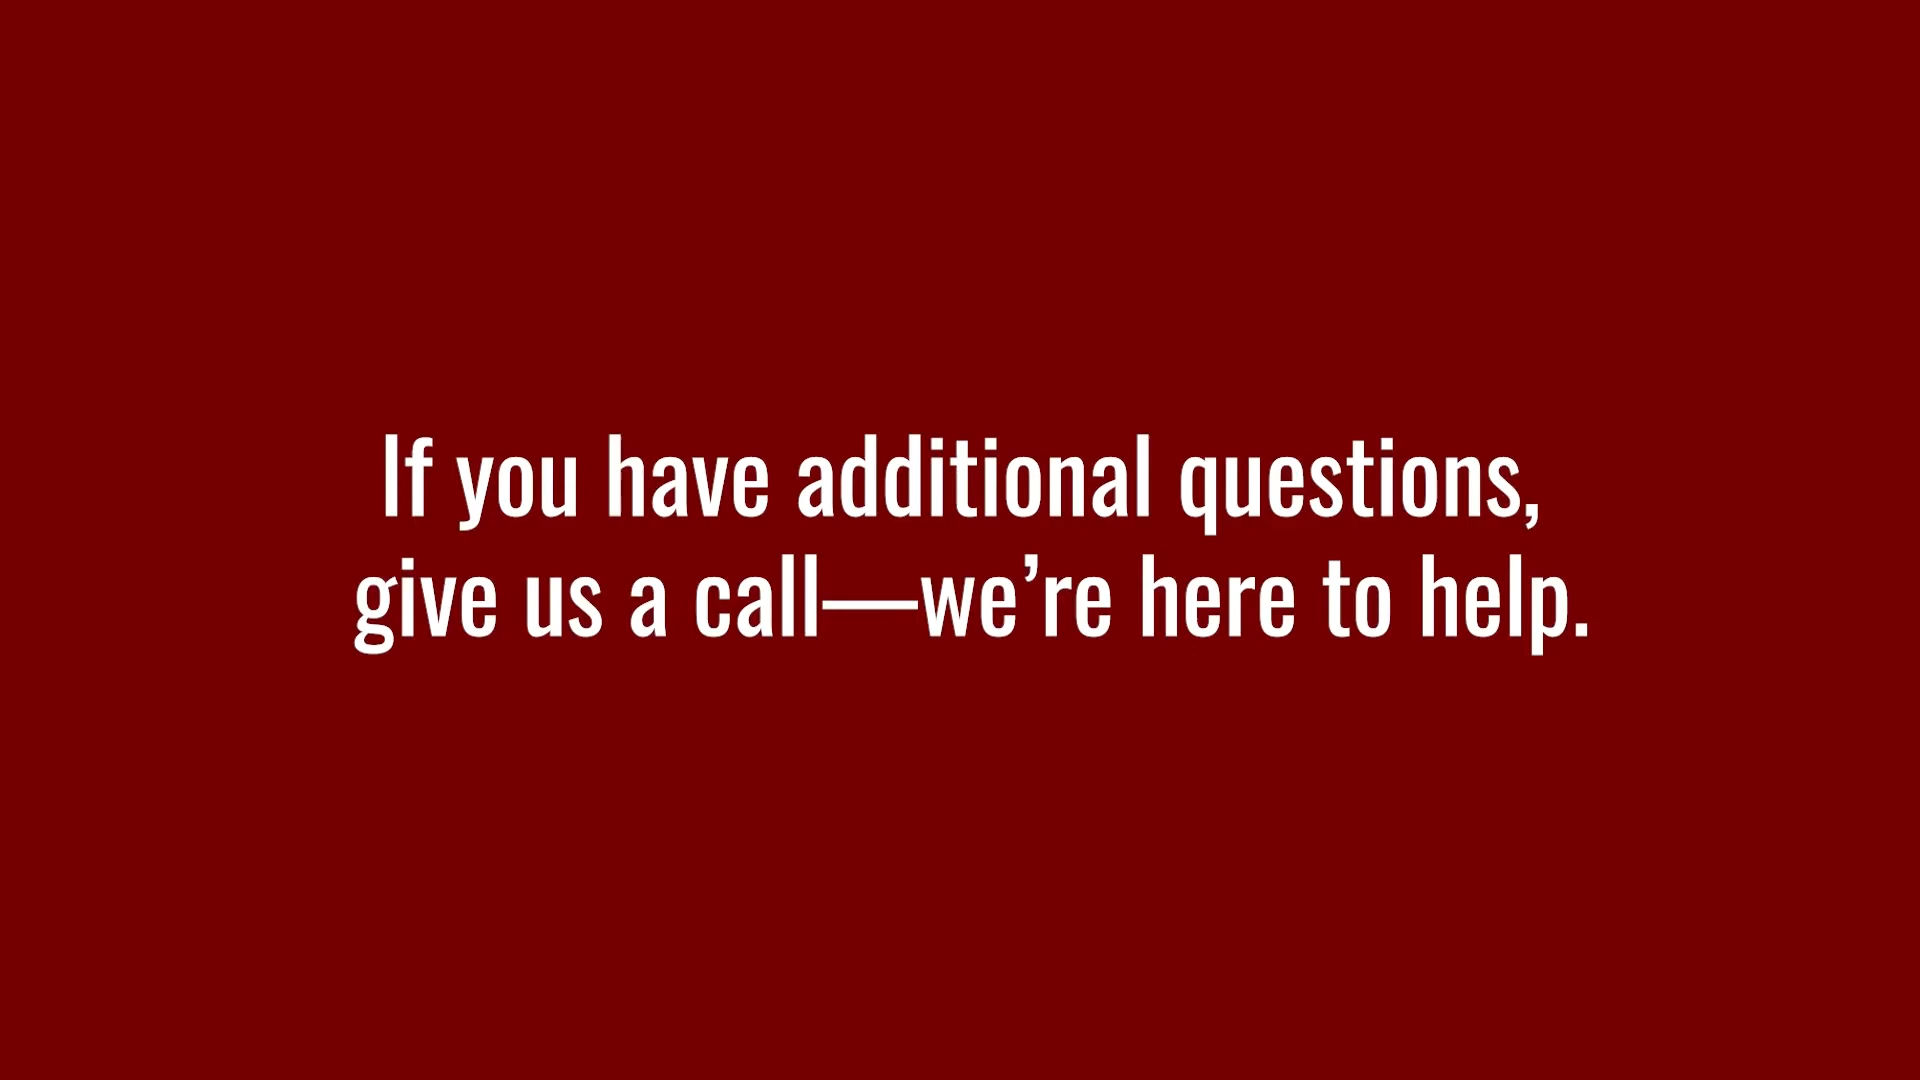 If you have additional questions,
give us a call—we’re here to help.